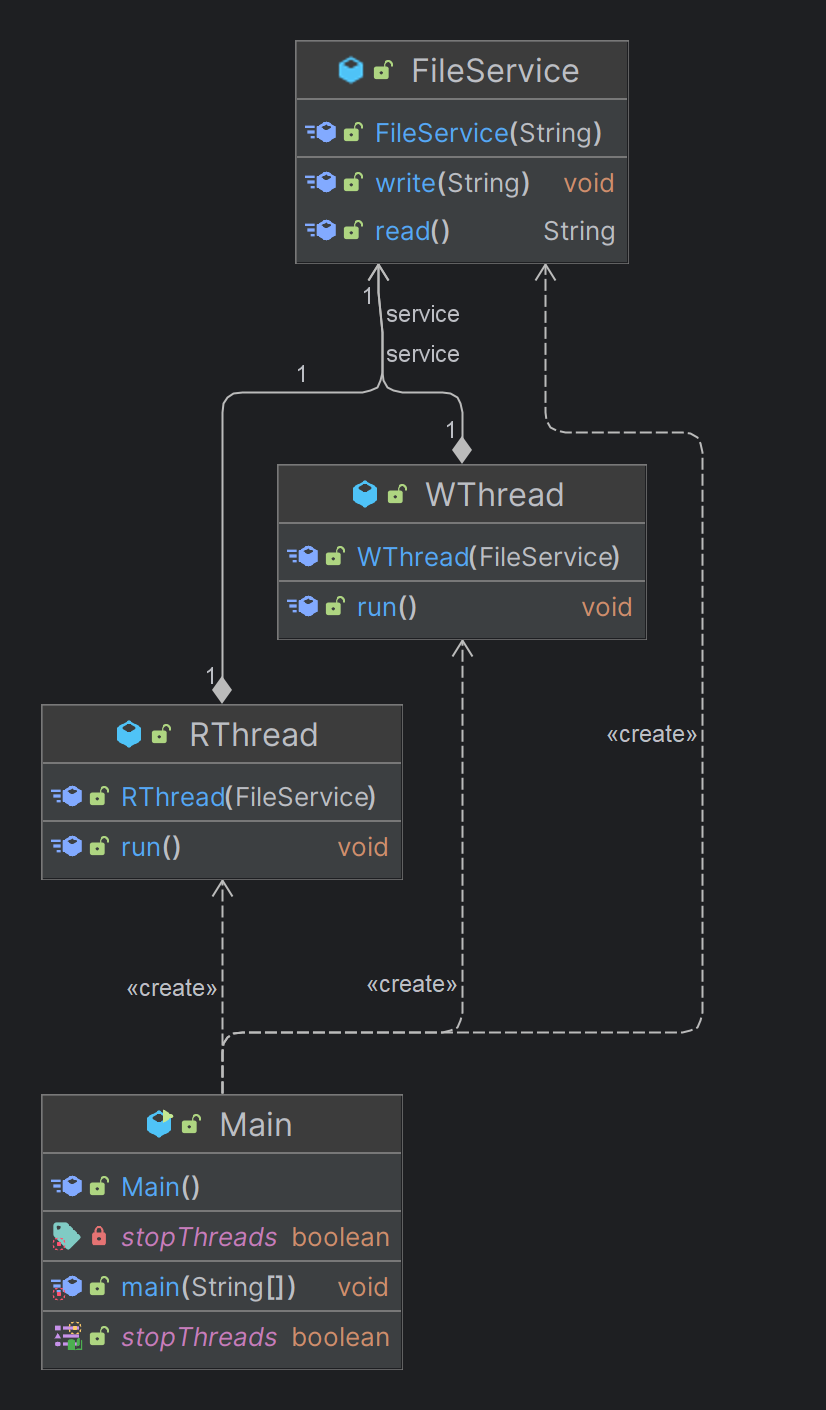 FileService
FileService(String)
write(String) void
read() String
1
service
service
1
1
WThread
WThread(FileService)
run() void
1
RThread
«create»
RThread(FileService)
run() void
«create»
«create»
Main
Main()
stopThreads boolean
main(String[]) void
stopThreads boolean